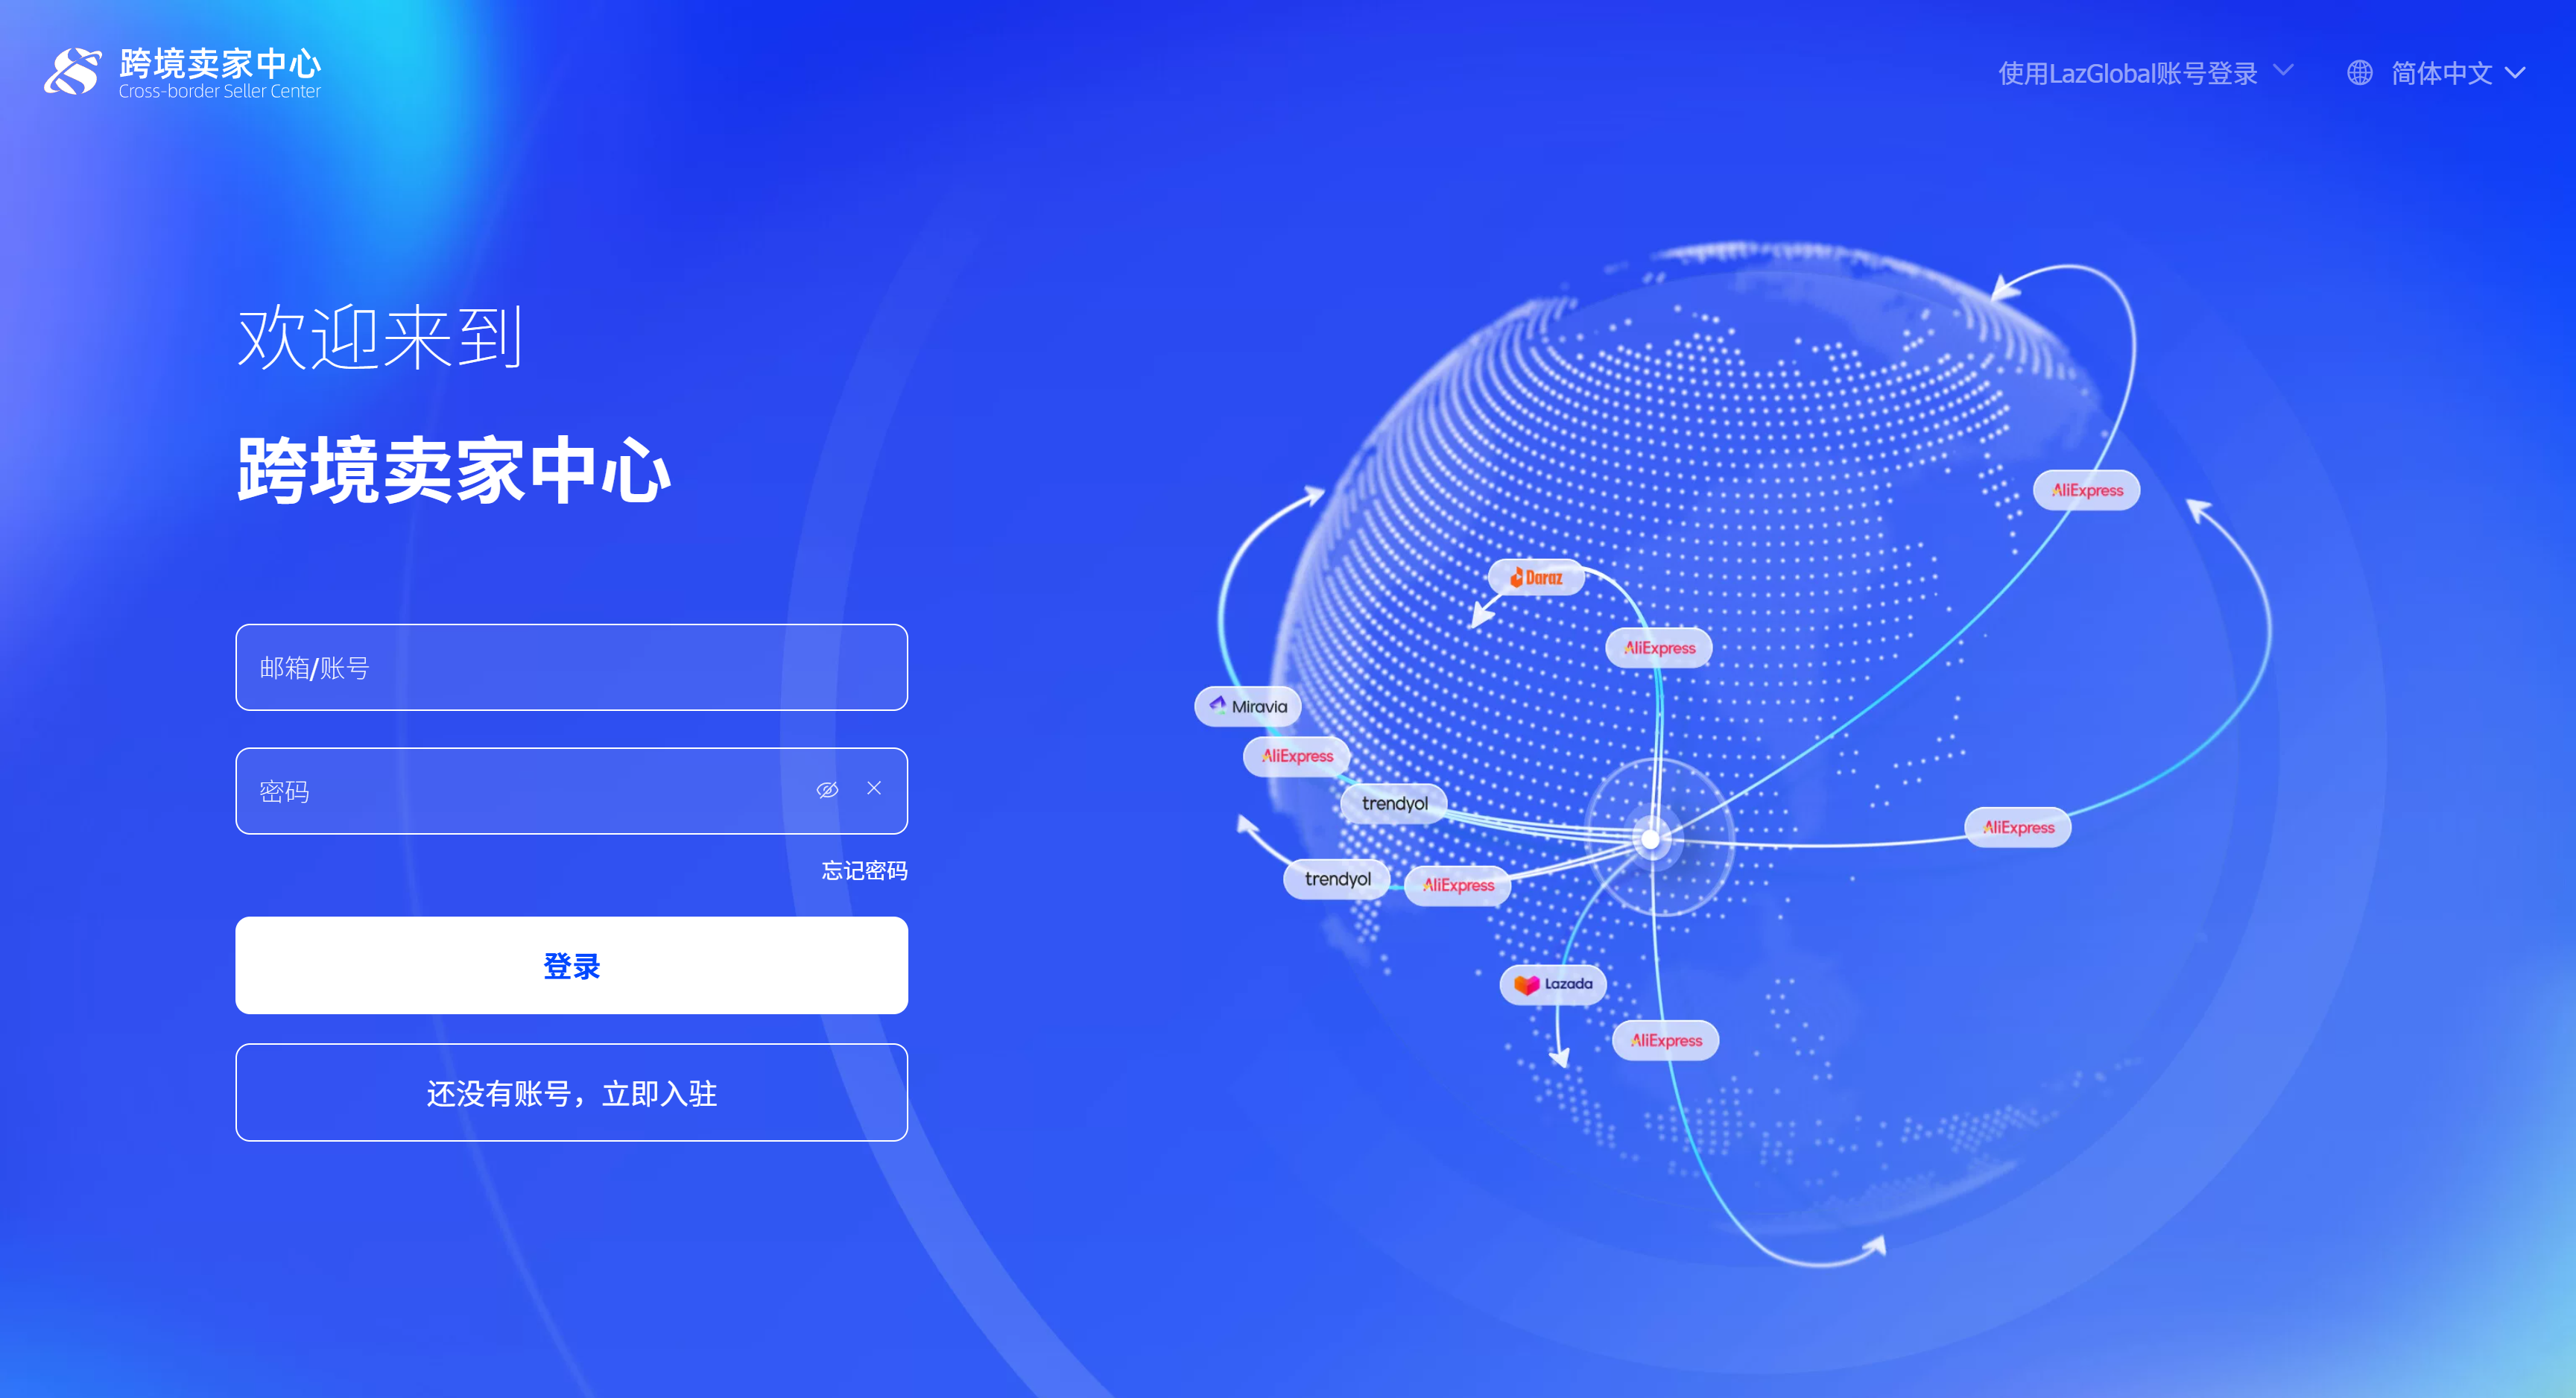 跨境卖家中心
Cross-border Seller Center
使用LazGlobal账号登录
简体中文
欢迎来到
跨境卖家中心
邮箱/账号
密码
忘记密码
登录
还没有账号，立即入驻
AliExpress
Daraz
AliExpress
Miravia
AliExpress
trendyol
AliExpress
trendyol
AliExpress
Lazada
AliExpress